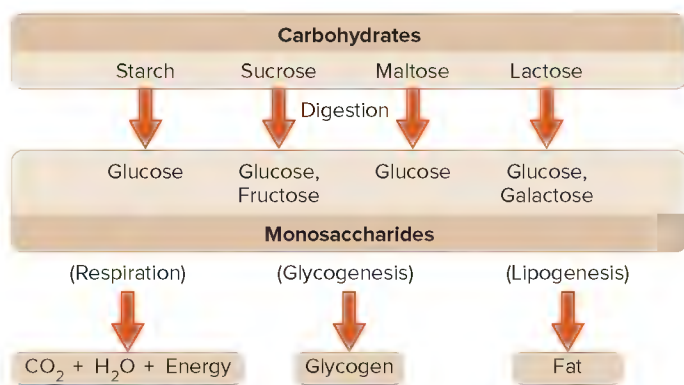 Carbohydrates
Starch Sucrose Maltose Lactose
Digestion
Glucose Glucose, Fructose Glucose Glucose, Galactose
Monosaccharides
(Respiration) (Glycogenesis) (Lipogenesis)
CO₂ + H₂O + Energy Glycogen Fat